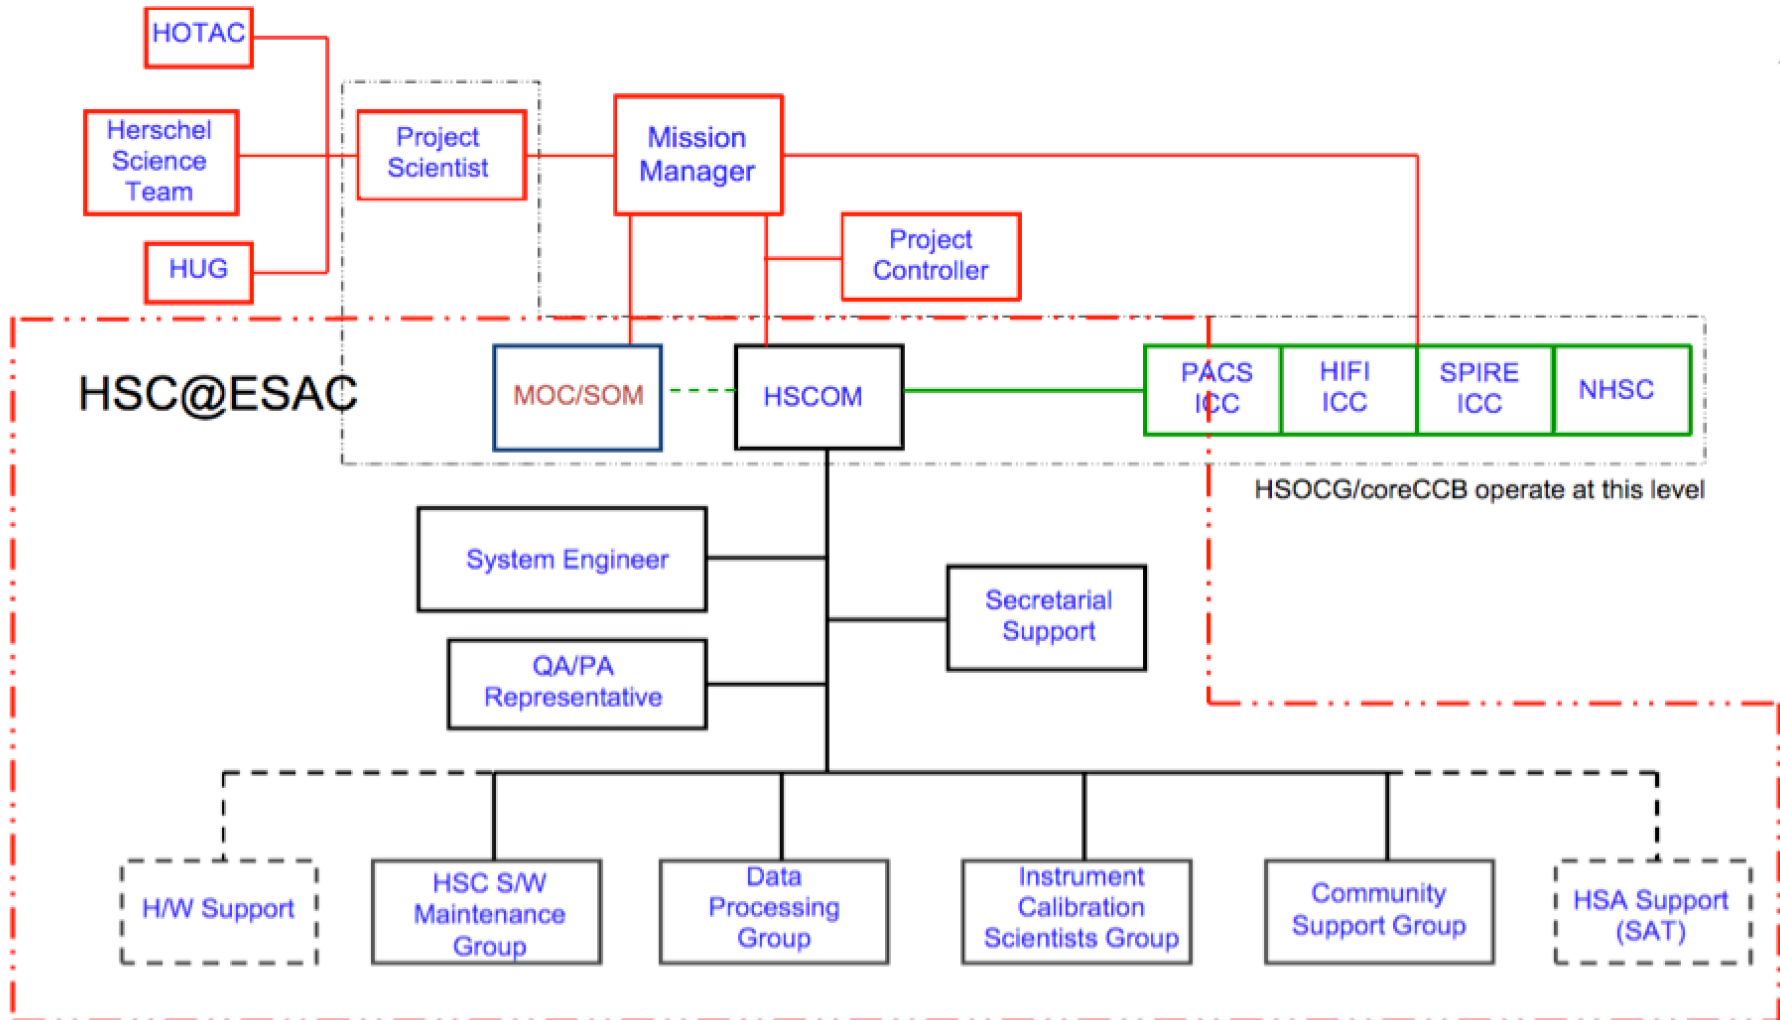 HOTAC
Herschel
Science
Team
Project
Scientist
Mission
Manager
HUG
Project
Controller
HSC@ESAC
MOC/SOM
HSCOM
PACS
ICC
HIFI
ICC
SPIRE
ICC
NHSC
HSOCG/coreCCB operate at this level
System Engineer
Secretarial
Support
QA/PA
Representative
H/W Support
HSC S/W
Maintenance
Group
Data
Processing
Group
Instrument
Calibration
Scientists Group
Community
Support Group
HSA Support
(SAT)